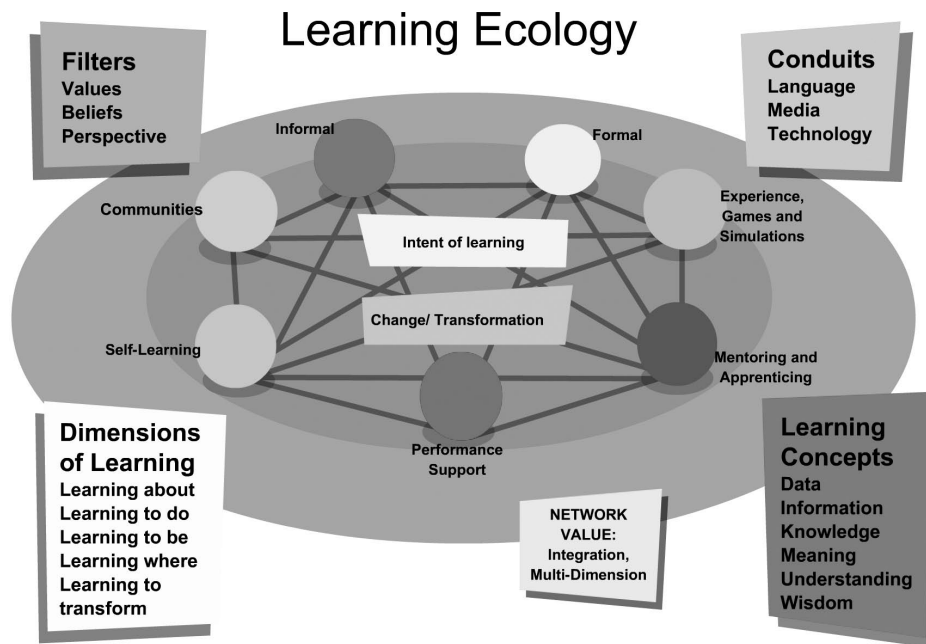 Learning Ecology
Filters
Values
Beliefs
Perspective
Conduits
Language
Media
Technology
Informal
Formal
Communities
Experience,
Games and
Simulations
Intent of learning
Change/ Transformation
Self-Learning
Mentoring and
Apprenticing
Performance
Support
Dimensions
of Learning
Learning about
Learning to do
Learning to be
Learning where
Learning to
transform
NETWORK
VALUE:
Integration,
Multi-Dimension
Learning
Concepts
Data
Information
Knowledge
Meaning
Understanding
Wisdom